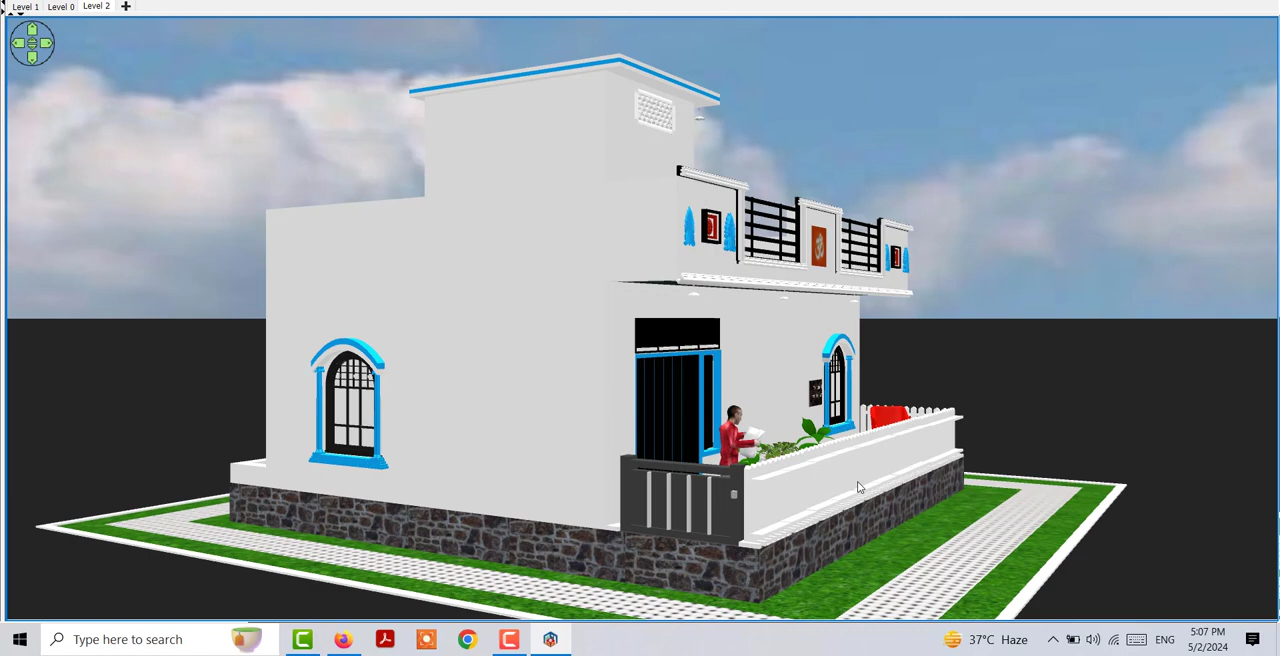 Level 1 Level 0 Level 2
ॐ
Type here to search
37°C Haze
ENG
5:07 PM
5/2/2024